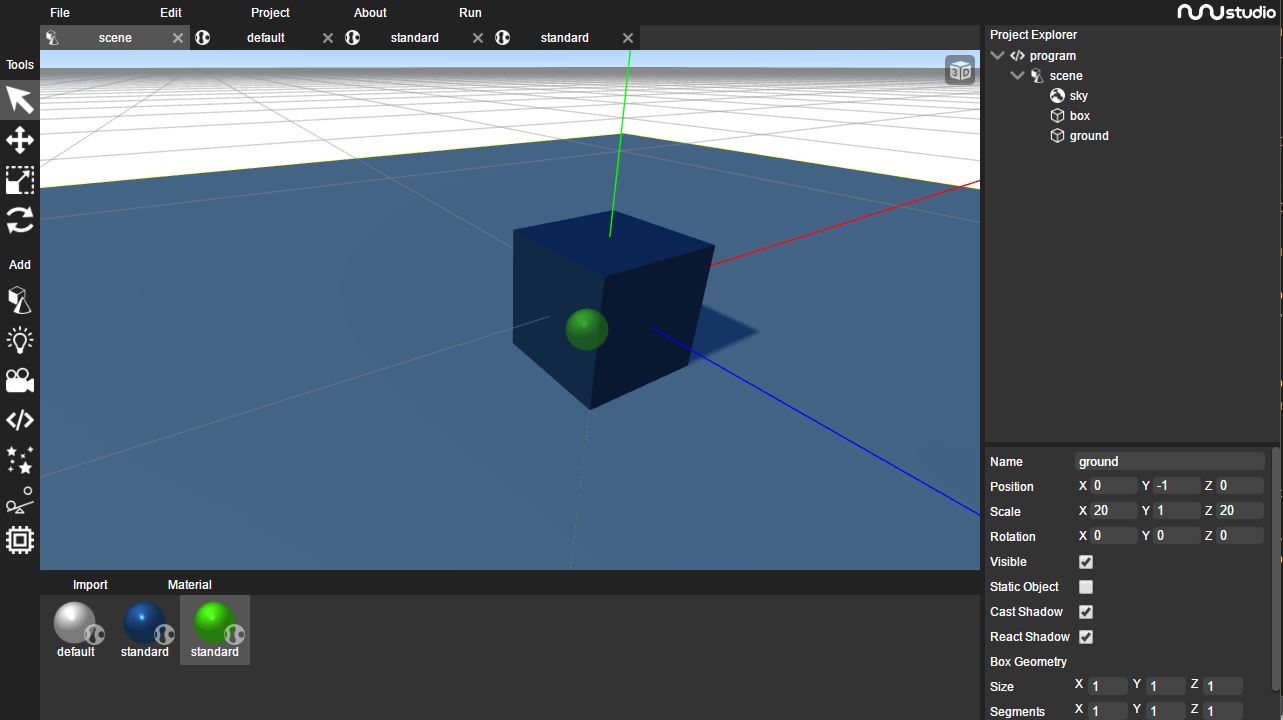 File Edit Project About Run
nunustudio
scene default standard standard
Tools
3D
Add
Project Explorer
program
scene
sky
box
ground
Name ground
Position X 0 Y -1 Z 0
Scale X 20 Y 1 Z 20
Rotation X 0 Y 0 Z 0
Visible
Static Object
Cast Shadow
React Shadow
Box Geometry
Size X 1 Y 1 Z 1
Segments X 1 Y 1 Z 1
Import Material
default standard standard